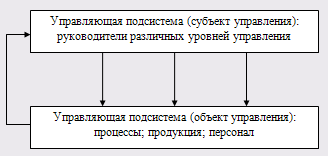 Управляющая подсистема (субъект управления):
руководители различных уровней управления
Управляющая подсистема (объект управления):
процессы; продукция; персонал